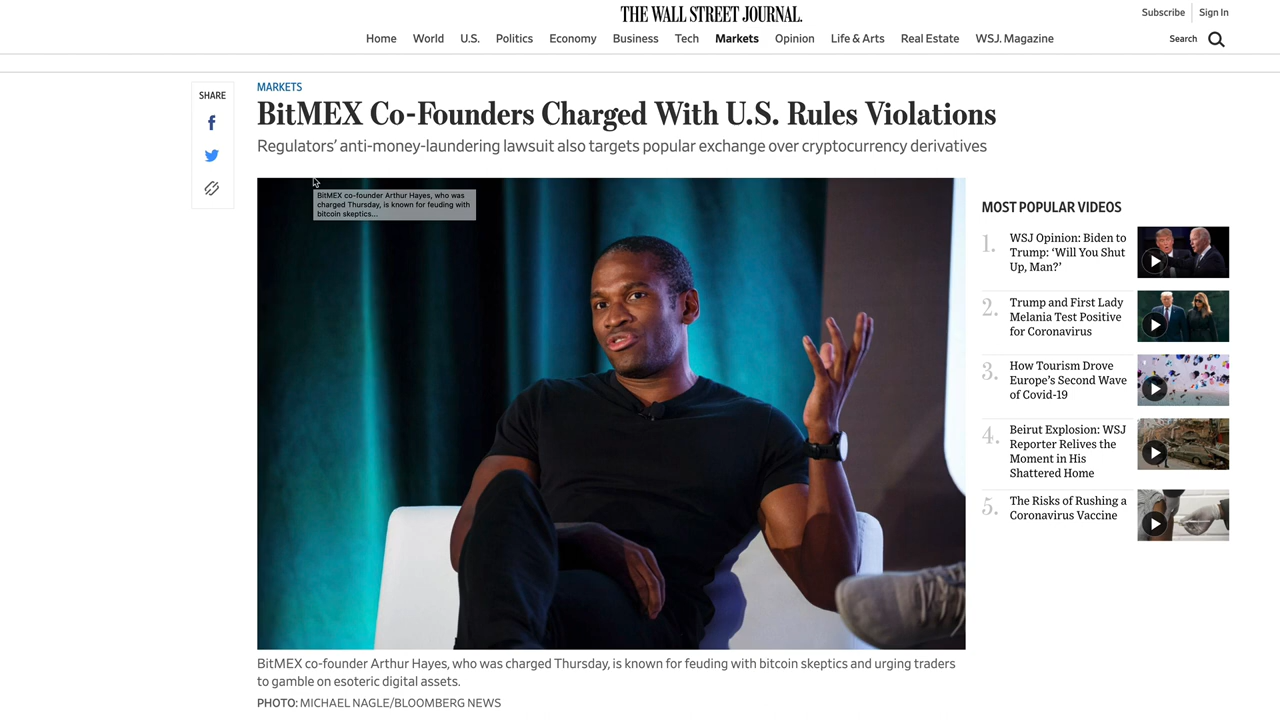 THE WALL STREET JOURNAL.
Subscribe Sign In
Home World U.S. Politics Economy Business Tech Markets Opinion Life & Arts Real Estate WSJ. Magazine
Search
SHARE
MARKETS
BitMEX Co-Founders Charged With U.S. Rules Violations
Regulators' anti-money-laundering lawsuit also targets popular exchange over cryptocurrency derivatives
BitMEX co-founder Arthur Hayes, who was
charged Thursday, is known for feuding with
bitcoin skeptics...
MOST POPULAR VIDEOS
1.
WSJ Opinion: Biden to
Trump: ‘Will You Shut
Up, Man?’
2.
Trump and First Lady
Melania Test Positive
for Coronavirus
3.
How Tourism Drove
Europe’s Second Wave
of Covid-19
4.
Beirut Explosion: WSJ
Reporter Relives the
Moment in His
Shattered Home
5.
The Risks of Rushing a
Coronavirus Vaccine
BitMEX co-founder Arthur Hayes, who was charged Thursday, is known for feuding with bitcoin skeptics and urging traders
to gamble on esoteric digital assets.
PHOTO: MICHAEL NAGLE/BLOOMBERG NEWS